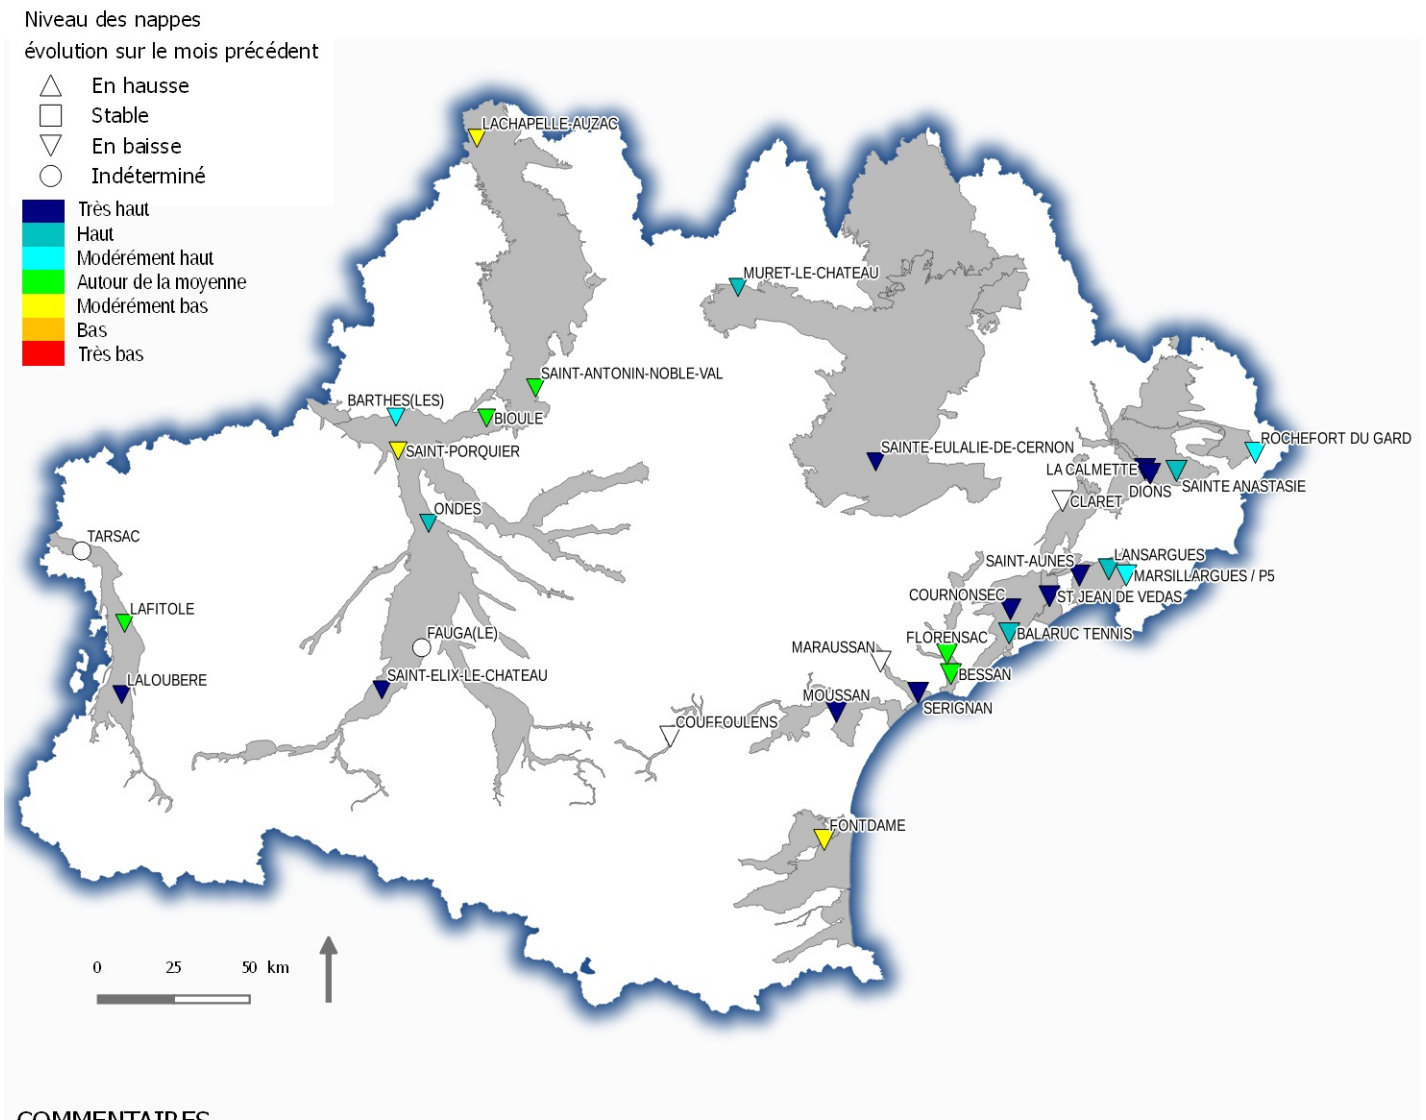 Niveau des nappes
évolution sur le mois précédent
En hausse
Stable
En baisse
Indéterminé
Très haut
Haut
Modérément haut
Autour de la moyenne
Modérément bas
Bas
Très bas
LACHAPELLE-AUZAC
MURET-LE-CHATEAU
SAINT-ANTONIN-NOBLE-VAL
BARTHES(LES)
BIOULE
SAINT-PORQUIER
SAINTE-EULALIE-DE-CERNON
ROCHEFORT DU GARD
LA CALMETTE
DIONS
SAINTE ANASTASIE
CLARET
ONDES
TARSAC
SAINT-AUNES
LANSARGUES
MARSILLARGUES / P5
COURNONSEC
ST JEAN DE VEDAS
LAFITOLE
FAUGA(LE)
BALARUC TENNIS
FLORENSAC
MARAUSSAN
BESSAN
LALOUBERE
SAINT-ELIX-LE-CHATEAU
MOUSSAN
SERIGNAN
COUFFOULENS
FONTDAME
0 25 50 km
COMMENTAIRES